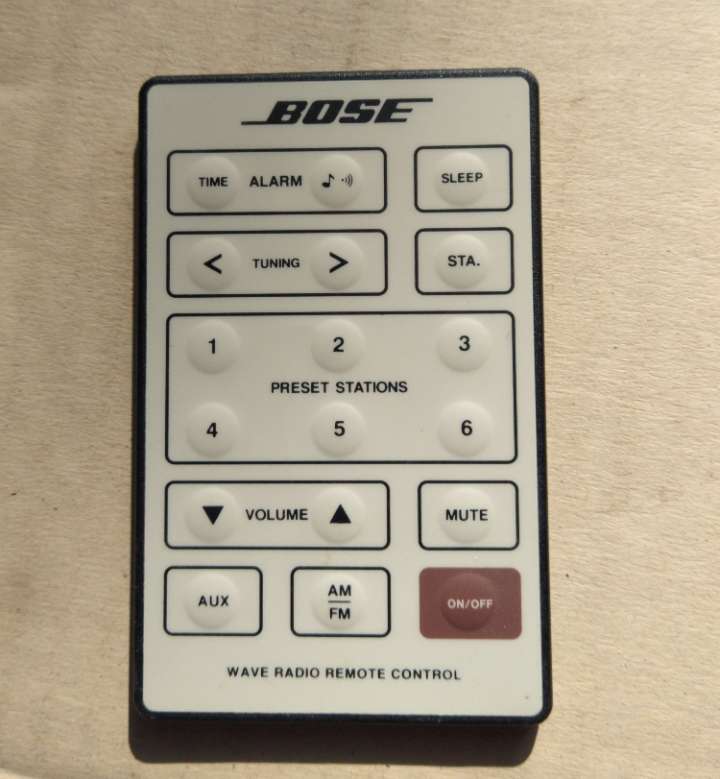 BOSE
TIME ALARM ♪ SLEEP
< TUNING > STA.
1 2 3
PRESET STATIONS
4 5 6
▼ VOLUME ▲ MUTE
AUX AM/FM ON/OFF
WAVE RADIO REMOTE CONTROL